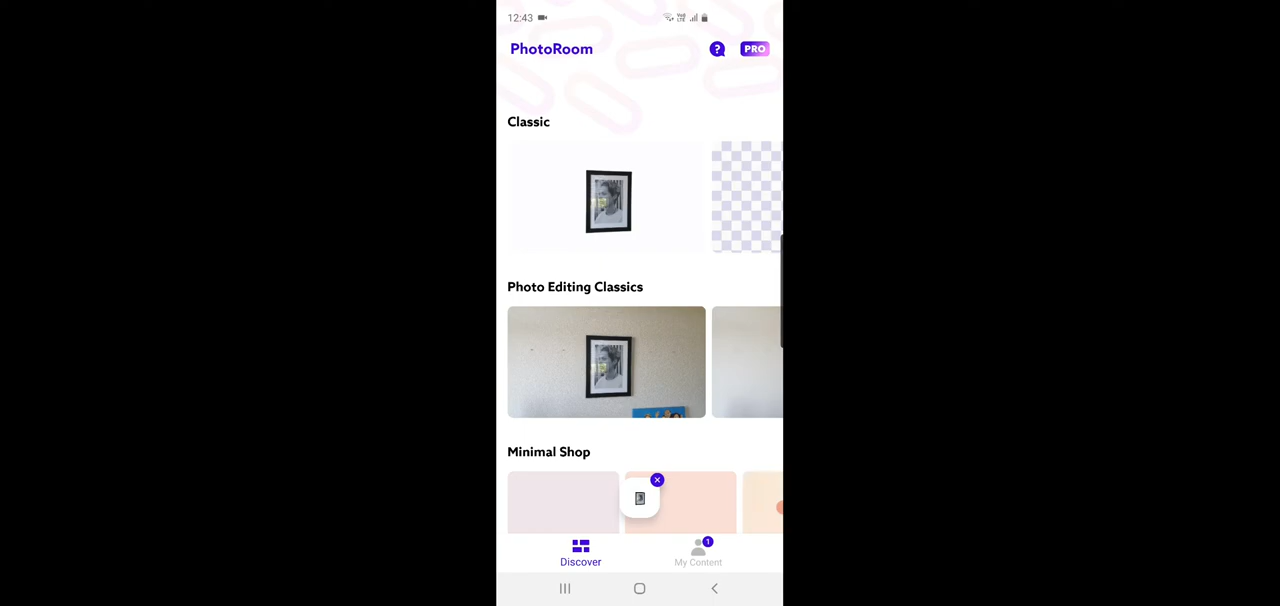 12:43
PhotoRoom
?
PRO
Classic
Photo Editing Classics
Minimal Shop
1
Discover
My Content